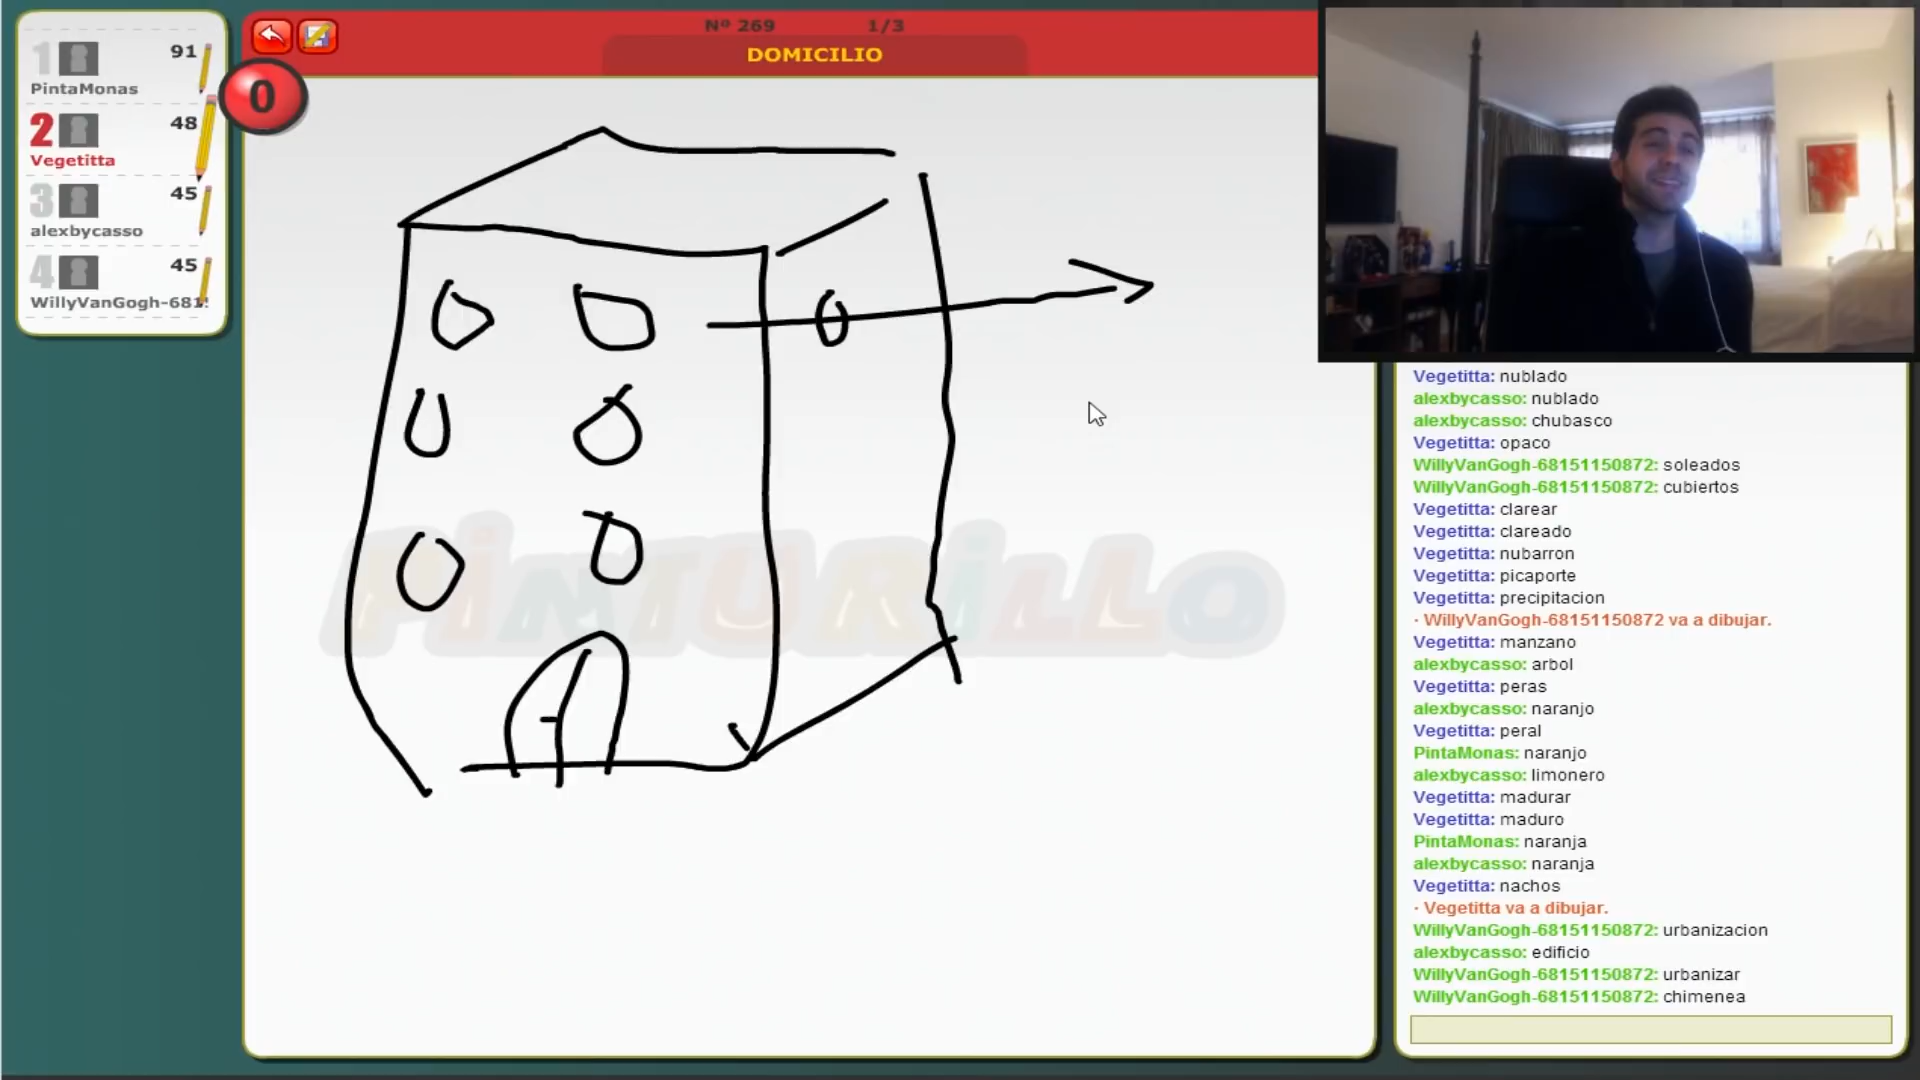 1
91
PintaMonas
2
48
Vegetitta
3
45
alexbycasso
4
45
WillyVanGogh-681
0
Nº 269
1/3
DOMICILIO
PINTURILLO
Vegetitta: nublado
alexbycasso: nublado
alexbycasso: chubasco
Vegetitta: opaco
WillyVanGogh-68151150872: soleados
WillyVanGogh-68151150872: cubiertos
Vegetitta: clarear
Vegetitta: clareado
Vegetitta: nubarron
Vegetitta: picaporte
Vegetitta: precipitacion
· WillyVanGogh-68151150872 va a dibujar.
Vegetitta: manzano
alexbycasso: arbol
Vegetitta: peras
alexbycasso: naranjo
Vegetitta: peral
PintaMonas: naranjo
alexbycasso: limonero
Vegetitta: madurar
Vegetitta: maduro
PintaMonas: naranja
alexbycasso: naranja
Vegetitta: nachos
· Vegetitta va a dibujar.
WillyVanGogh-68151150872: urbanizacion
alexbycasso: edificio
WillyVanGogh-68151150872: urbanizar
WillyVanGogh-68151150872: chimenea